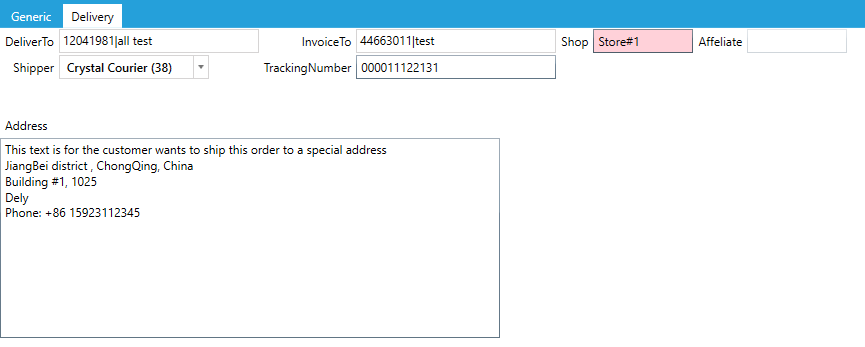 Generic Delivery
DeliverTo 12041981|all test InvoiceTo 44663011|test Shop Store#1 Affeliate
Shipper Crystal Courier (38) TrackingNumber 000011122131
Address
This text is for the customer wants to ship this order to a special address
JiangBei district , ChongQing, China
Building #1, 1025
Dely
Phone: +86 15923112345